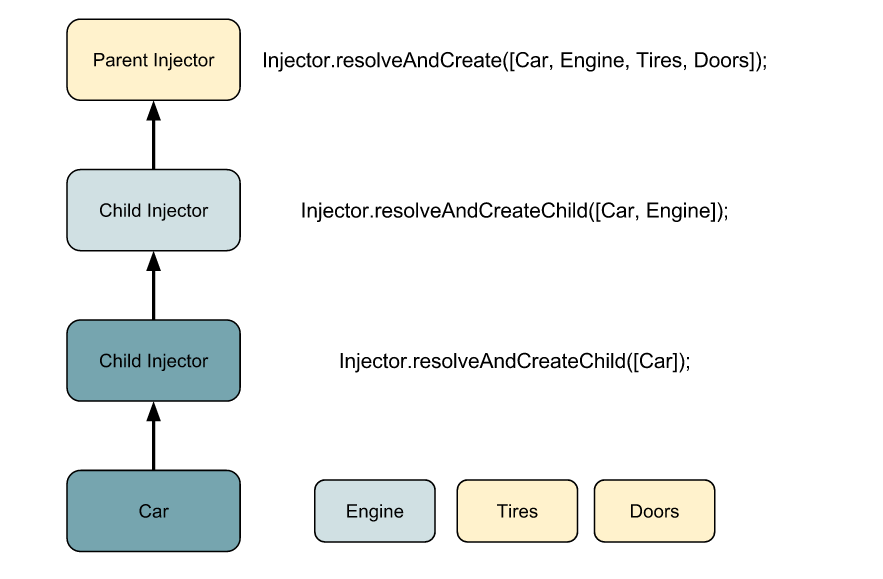 Parent Injector
Injector.resolveAndCreate([Car, Engine, Tires, Doors]);
Child Injector
Injector.resolveAndCreateChild([Car, Engine]);
Child Injector
Injector.resolveAndCreateChild([Car]);
Car
Engine
Tires
Doors